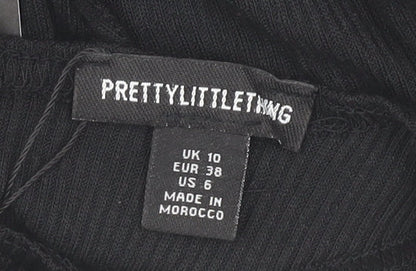 PRETTYLITTLETHING
UK 10
EUR 38
US 6
MADE IN
MOROCCO